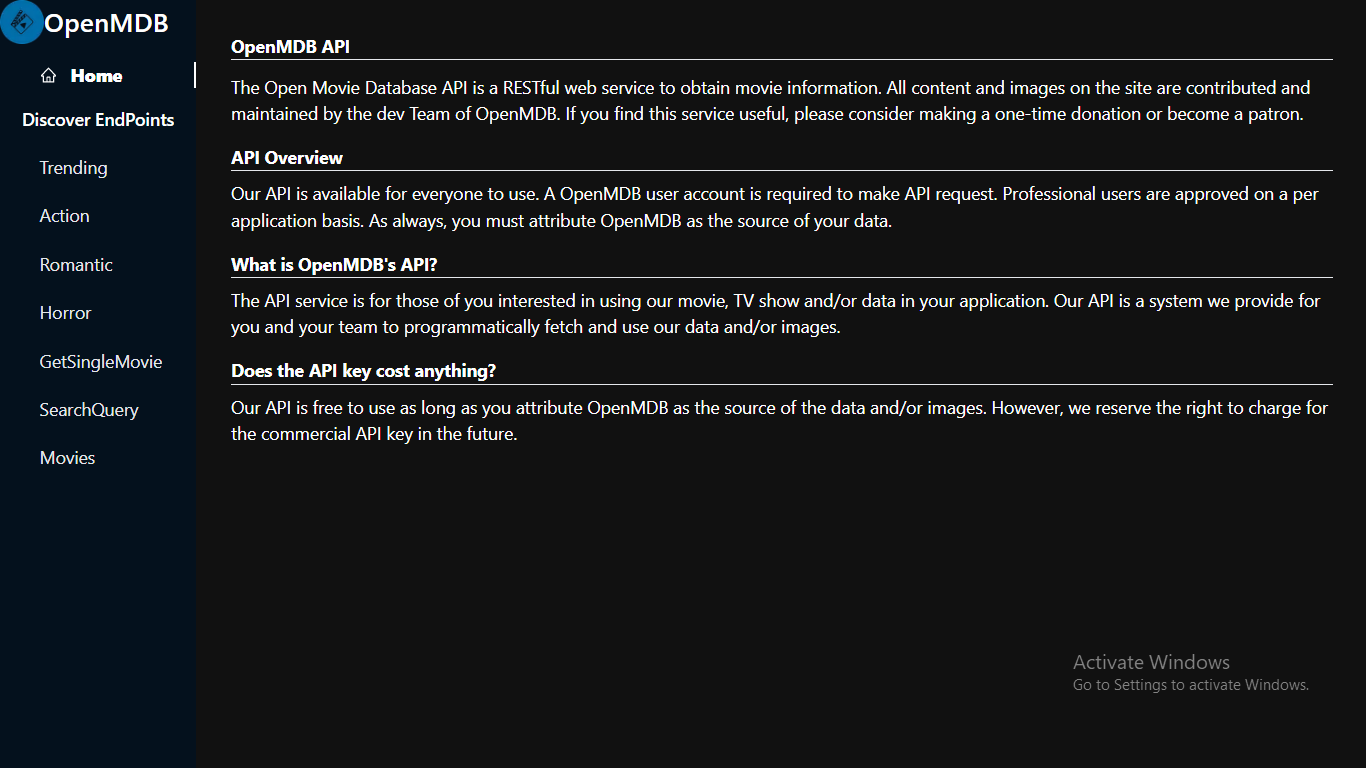 OpenMDB
Home
Discover EndPoints
Trending
Action
Romantic
Horror
GetSingleMovie
SearchQuery
Movies
OpenMDB API
The Open Movie Database API is a RESTful web service to obtain movie information. All content and images on the site are contributed and
maintained by the dev Team of OpenMDB. If you find this service useful, please consider making a one-time donation or become a patron.
API Overview
Our API is available for everyone to use. A OpenMDB user account is required to make API request. Professional users are approved on a per
application basis. As always, you must attribute OpenMDB as the source of your data.
What is OpenMDB's API?
The API service is for those of you interested in using our movie, TV show and/or data in your application. Our API is a system we provide for
you and your team to programmatically fetch and use our data and/or images.
Does the API key cost anything?
Our API is free to use as long as you attribute OpenMDB as the source of the data and/or images. However, we reserve the right to charge for
the commercial API key in the future.
Activate Windows
Go to Settings to activate Windows.